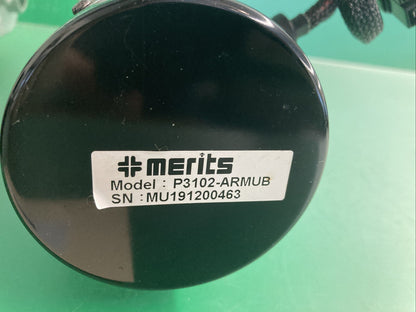 merits
Model : P3102-ARMUB
SN :MU191200463